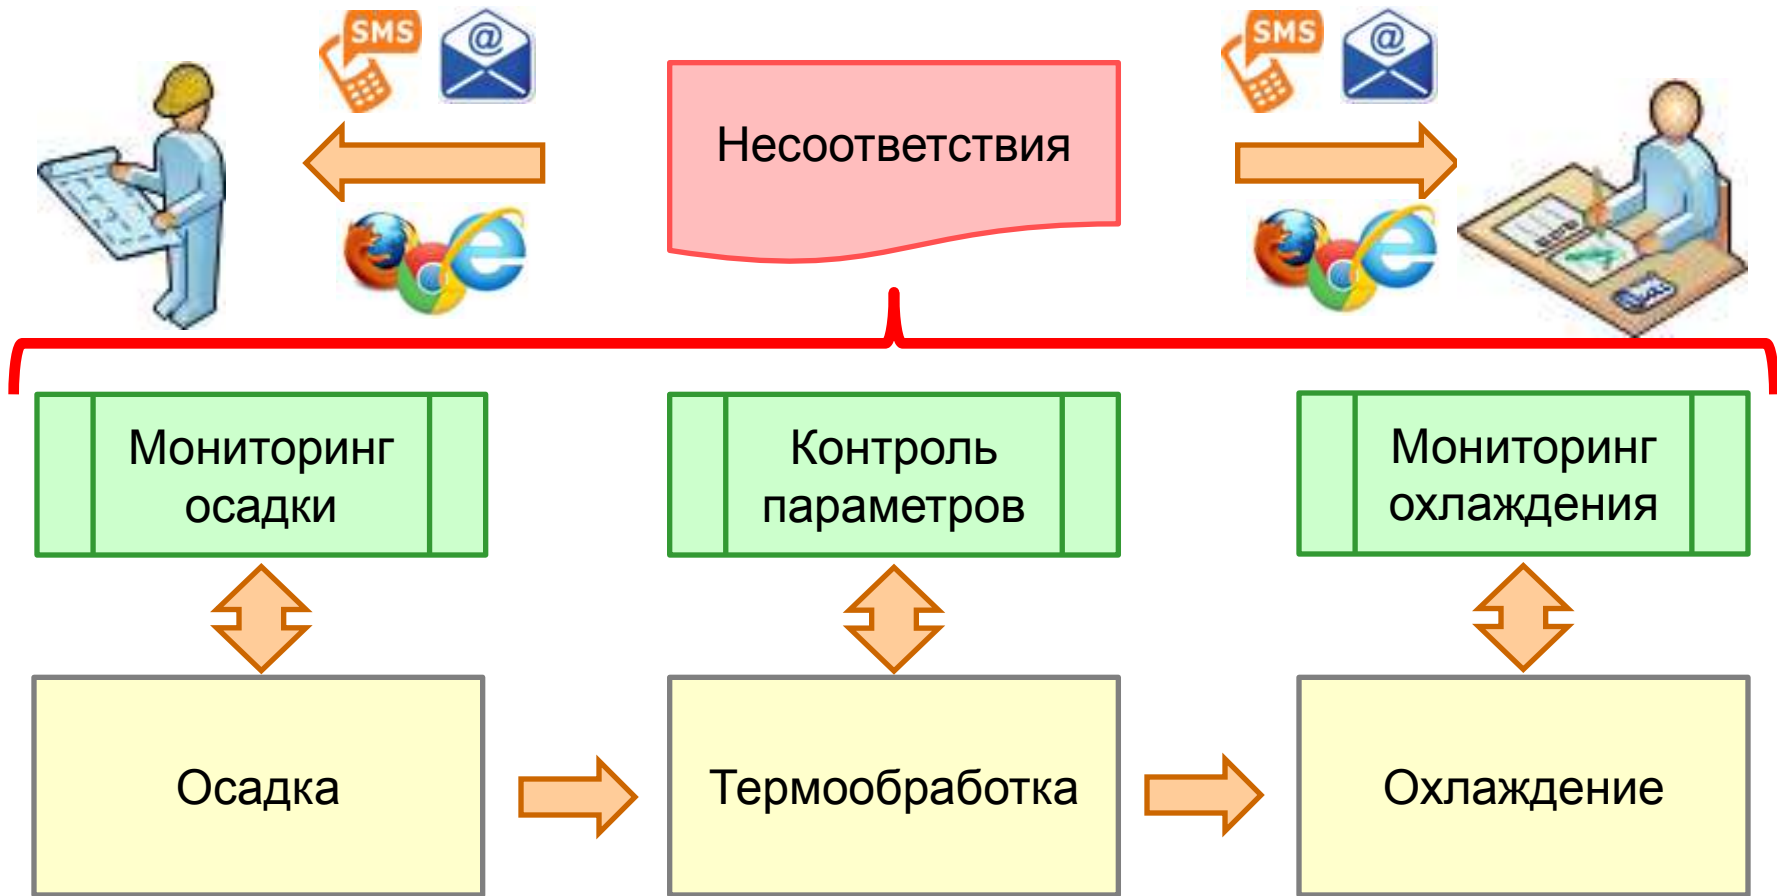 SMS
@
SMS
@
Несоответствия
Мониторинг
осадки
Контроль
параметров
Мониторинг
охлаждения
Осадка
Термообработка
Охлаждение